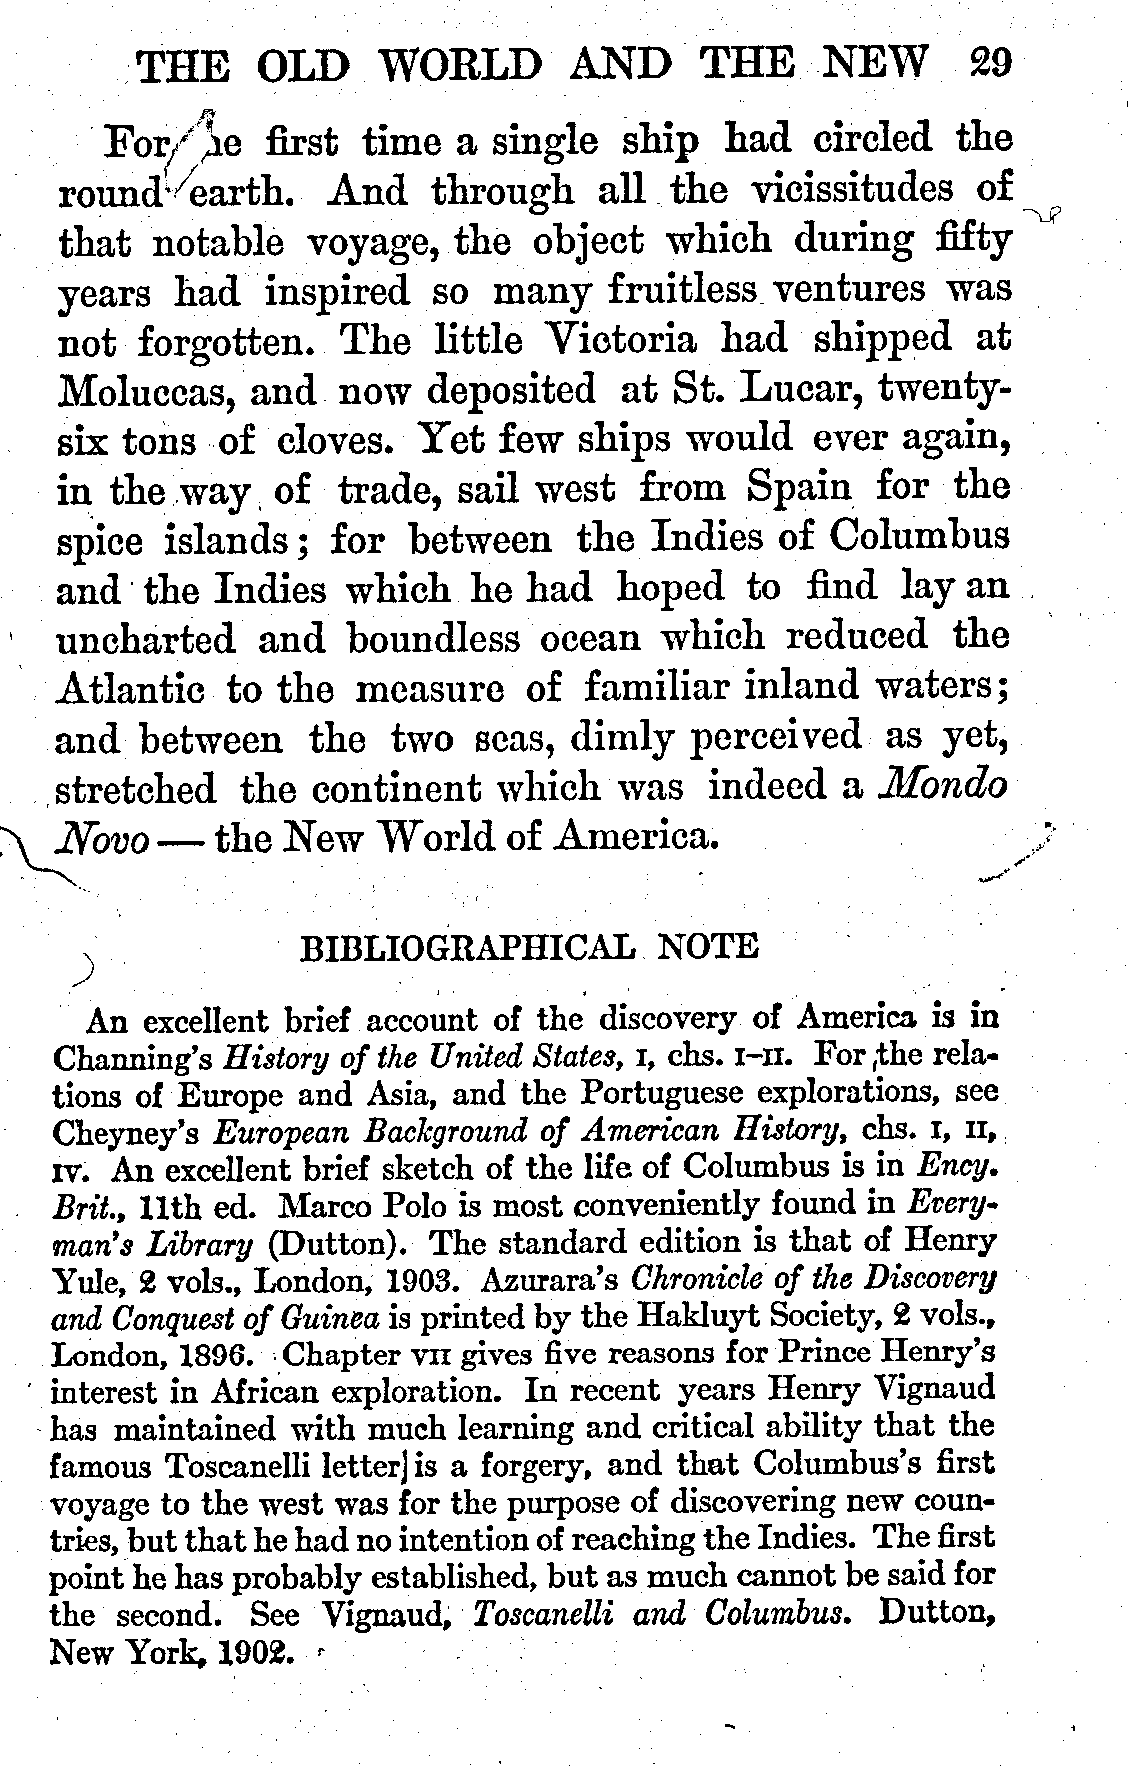 THE OLD WORLD AND THE NEW 29
For he first time a single ship had circled the
round earth. And through all the vicissitudes of
that notable voyage, the object which during fifty
years had inspired so many fruitless ventures was
not forgotten. The little Victoria had shipped at
Moluccas, and now deposited at St. Lucar, twenty-
six tons of cloves. Yet few ships would ever again,
in the way of trade, sail west from Spain for the
spice islands; for between the Indies of Columbus
and the Indies which he had hoped to find lay an
uncharted and boundless ocean which reduced the
Atlantic to the measure of familiar inland waters;
and between the two seas, dimly perceived as yet,
stretched the continent which was indeed a Mondo
Novo — the New World of America.
BIBLIOGRAPHICAL NOTE
An excellent brief account of the discovery of America is in
Channing's History of the United States, I, chs. I–II. For the rela-
tions of Europe and Asia, and the Portuguese explorations, see
Cheyney's European Background of American History, chs. I, II,
IV. An excellent brief sketch of the life of Columbus is in Ency.
Brit., 11th ed. Marco Polo is most conveniently found in Every-
man's Library (Dutton). The standard edition is that of Henry
Yule, 2 vols., London, 1903. Azurara's Chronicle of the Discovery
and Conquest of Guinea is printed by the Hakluyt Society, 2 vols.,
London, 1896. Chapter VII gives five reasons for Prince Henry's
interest in African exploration. In recent years Henry Vignaud
has maintained with much learning and critical ability that the
famous Toscanelli letter is a forgery, and that Columbus's first
voyage to the west was for the purpose of discovering new coun-
tries, but that he had no intention of reaching the Indies. The first
point he has probably established, but as much cannot be said for
the second. See Vignaud, Toscanelli and Columbus. Dutton,
New York, 1902.